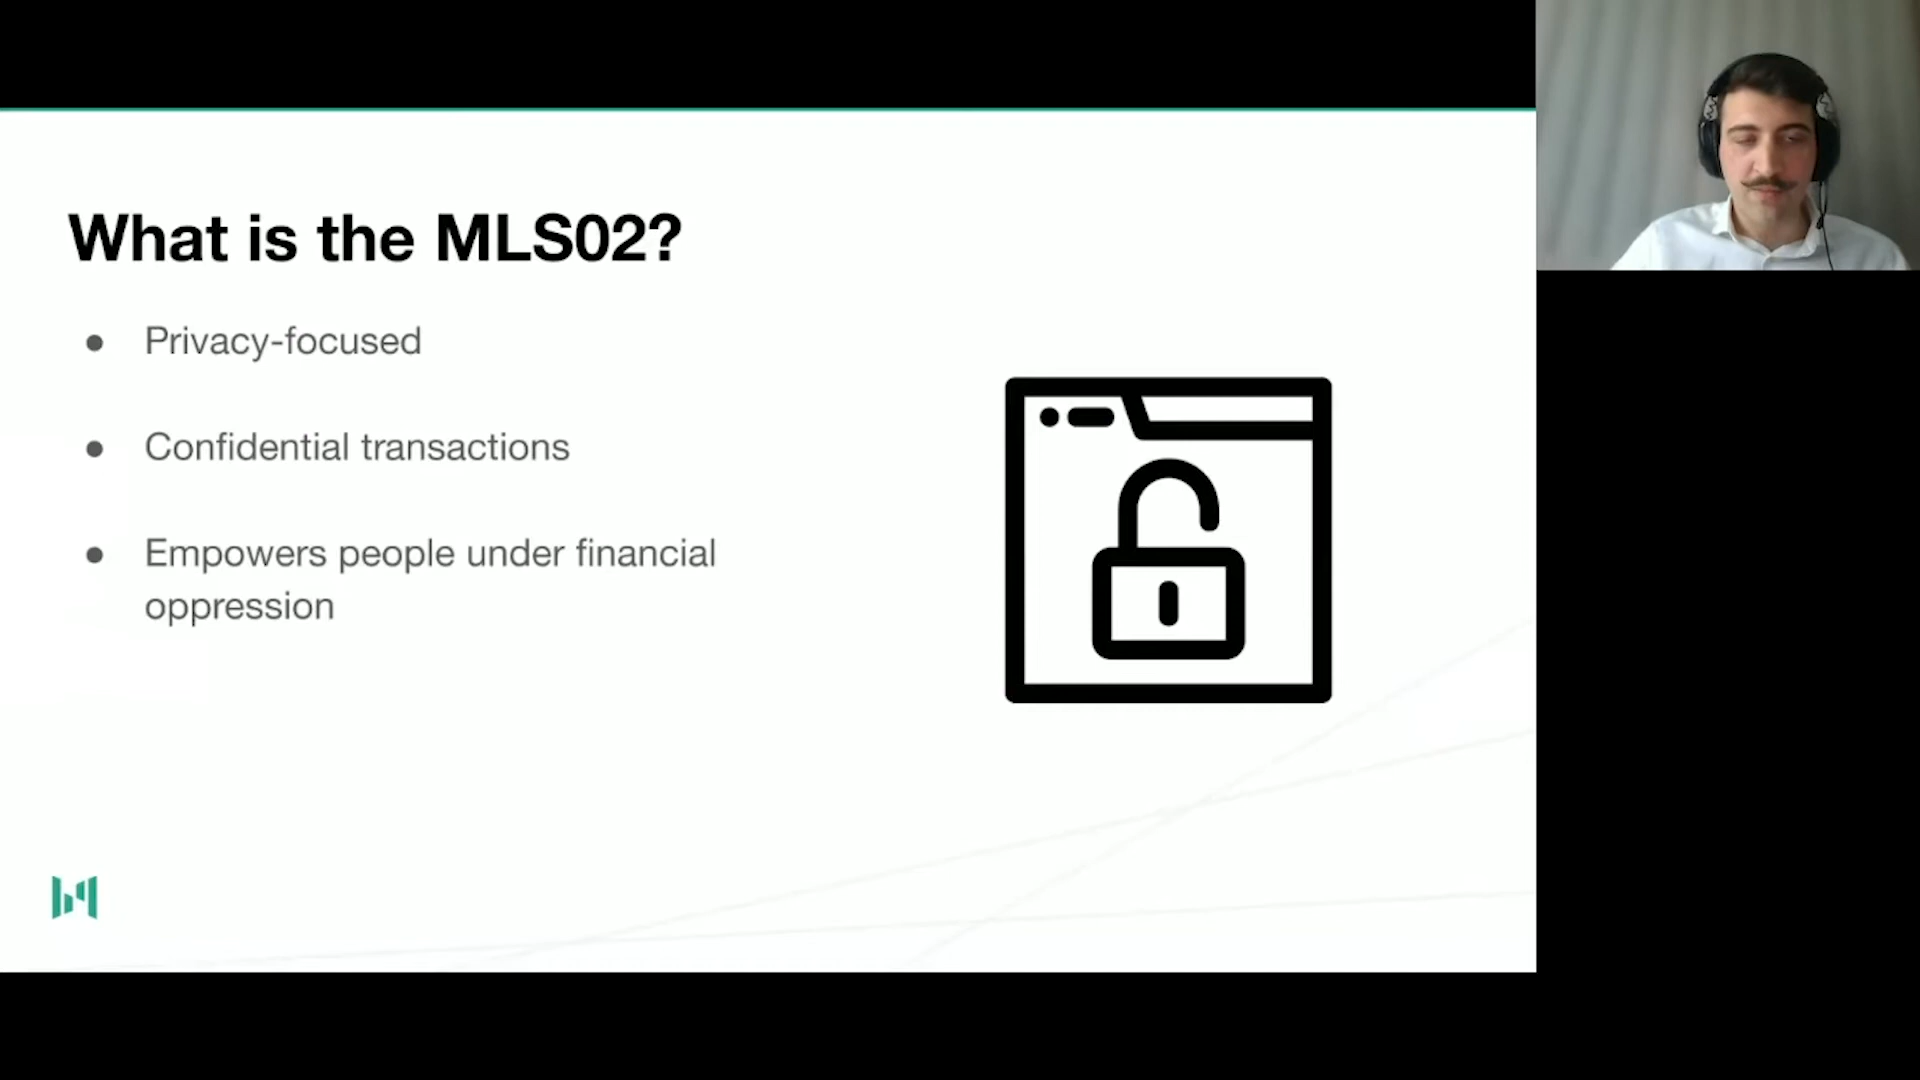 What is the MLS02?
● Privacy-focused
● Confidential transactions
● Empowers people under financial
oppression